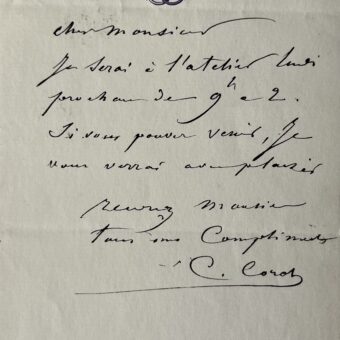 cher Monsieur
Je serai à l'atelier lundi
prochain de 9h a 2.
Si vous pouvez venir, Je
vous verrai avec plaisir
recevez Monsieur
tous mes Compliments
C. Corot